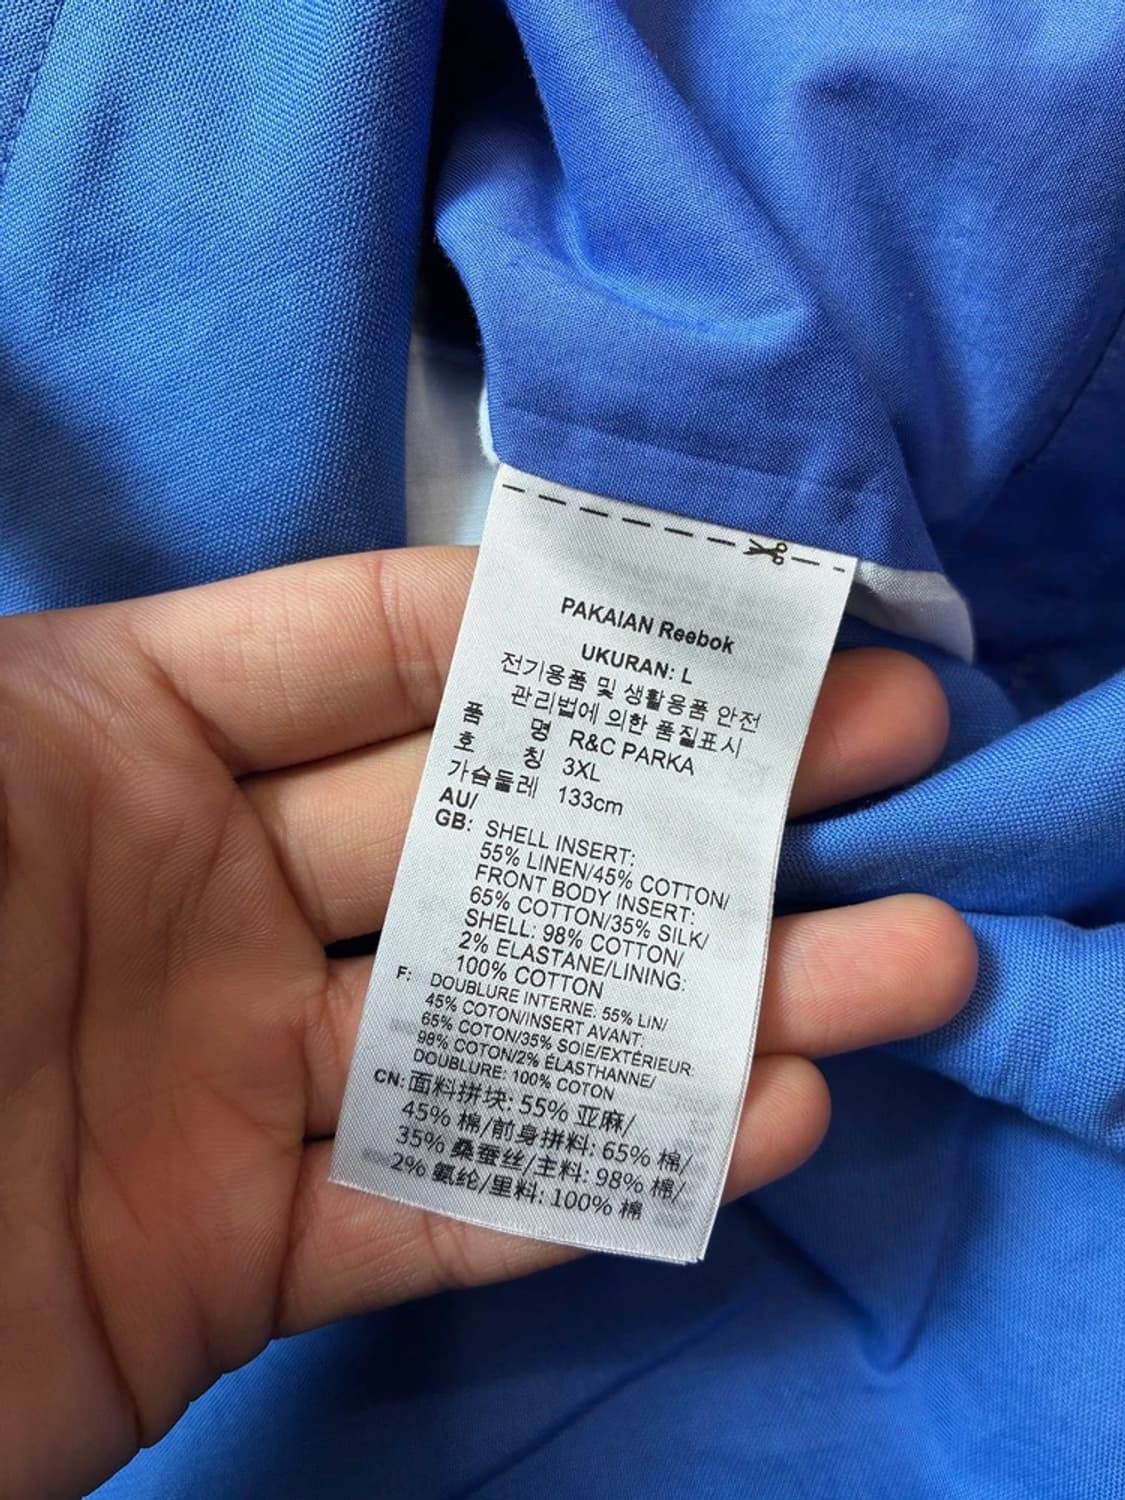 PAKAIAN Reebok
UKURAN: L
전기용품 및 생활용품 안전
관리법에 의한 품질표시
품 명 R&C PARKA
호 칭 3XL
가슴둘레 133cm
AU/
GB: SHELL INSERT:
55% LINEN/45% COTTON/
FRONT BODY INSERT:
65% COTTON/35% SILK/
SHELL: 98% COTTON/
2% ELASTANE/LINING:
100% COTTON
F: DOUBLURE INTERNE: 55% LIN/
45% COTON/INSERT AVANT:
65% COTON/35% SOIE/EXTÉRIEUR:
98% COTON/2% ÉLASTHANNE/
DOUBLURE: 100% COTON
CN: 面料拼块: 55% 亚麻/
45% 棉/前身拼料: 65% 棉/
35% 桑蚕丝/主料: 98% 棉/
2% 氨纶/里料: 100% 棉